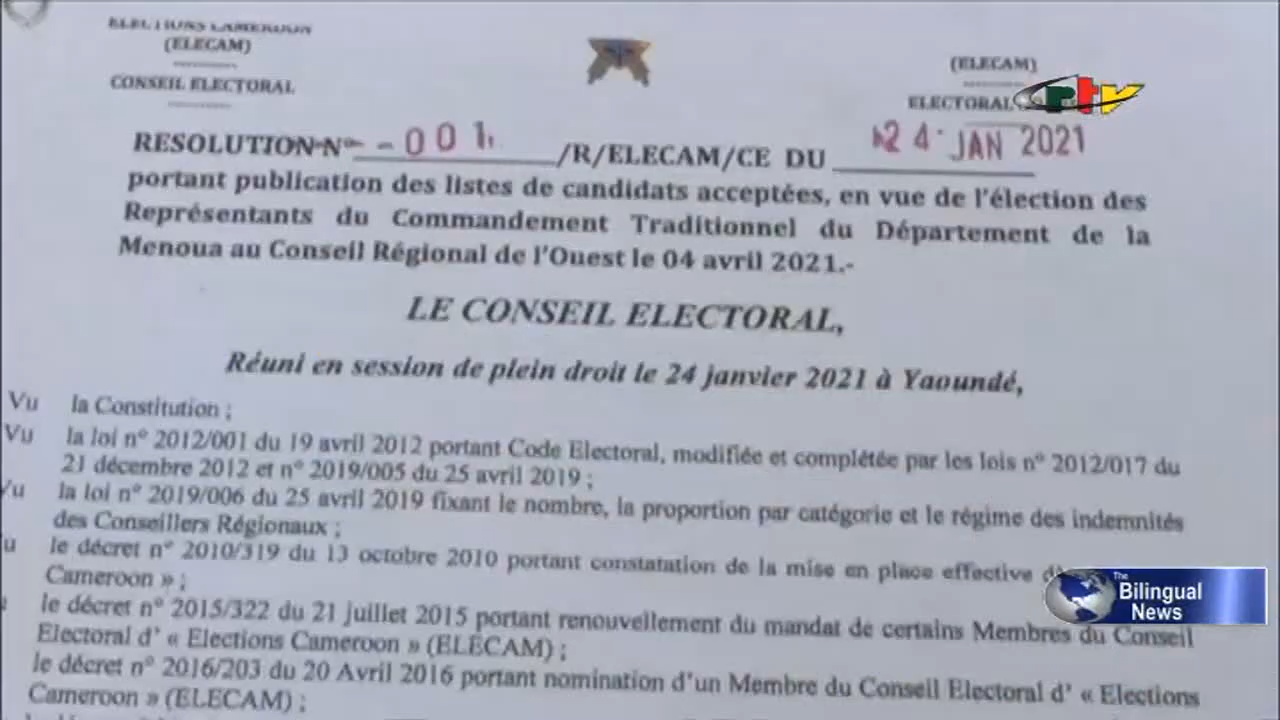 ELECTIONS CAMEROON
(ELECAM)
CONSEIL ELECTORAL
(ELECAM)
ELECTORAL
crtv
RESOLUTION N° - 001 /R/ELECAM/CE DU 24 JAN 2021
portant publication des listes de candidats acceptées, en vue de l'élection des
Représentants du Commandement Traditionnel du Département de la
Menoua au Conseil Régional de l'Ouest le 04 avril 2021.-
LE CONSEIL ELECTORAL,
Réuni en session de plein droit le 24 janvier 2021 à Yaoundé,
Vu la Constitution ;
Vu la loi n° 2012/001 du 19 avril 2012 portant Code Electoral, modifiée et complétée par les lois n° 2012/017 du
21 décembre 2012 et n° 2019/005 du 25 avril 2019 ;
Vu la loi n° 2019/006 du 25 avril 2019 fixant le nombre, la proportion par catégorie et le régime des indemnités
des Conseillers Régionaux ;
u le décret n° 2010/319 du 13 octobre 2010 portant constatation de la mise en place effective
Cameroon » ;
The
Bilingual
News
le décret n° 2015/322 du 21 juillet 2015 portant renouvellement du mandat de certains Membres du Conseil
Electoral d' « Elections Cameroon » (ELECAM) ;
le décret n° 2016/203 du 20 Avril 2016 portant nomination d'un Membre du Conseil Electoral d' « Elections
Cameroon » (ELECAM) ;